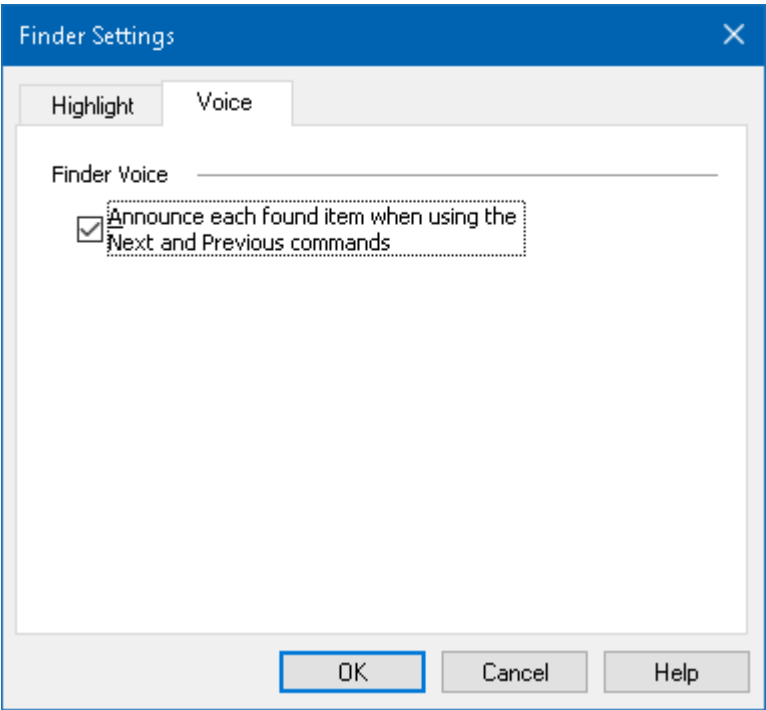 Finder Settings
Highlight
Voice
Finder Voice
Announce each found item when using the
Next and Previous commands
OK
Cancel
Help